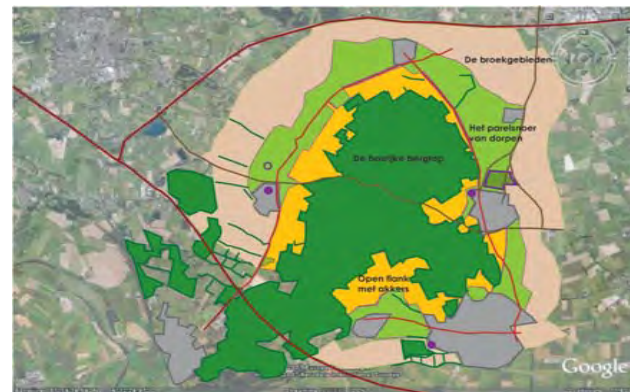 De broekgebieden
Het parelsnoer
van dorpen
De bosrijke bergtop
Open flank
met akkers
Google